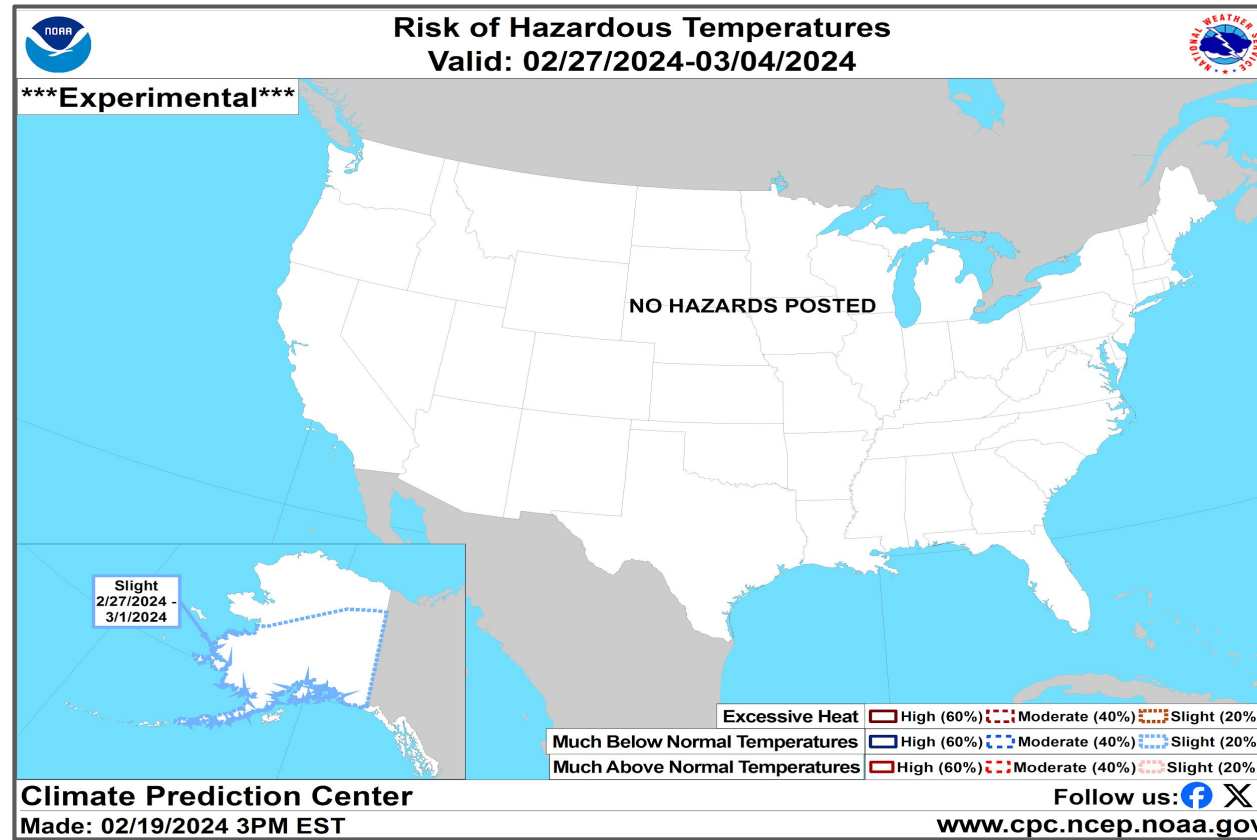 NOAA
Risk of Hazardous Temperatures
Valid: 02/27/2024-03/04/2024
NATIONAL WEATHER SERVICE
***Experimental***
NO HAZARDS POSTED
Slight
2/27/2024 -
3/1/2024
Excessive Heat High (60%) Moderate (40%) Slight (20%
Much Below Normal Temperatures High (60%) Moderate (40%) Slight (20%
Much Above Normal Temperatures High (60%) Moderate (40%) Slight (20%
Climate Prediction Center
Follow us:
Made: 02/19/2024 3PM EST
www.cpc.ncep.noaa.gov